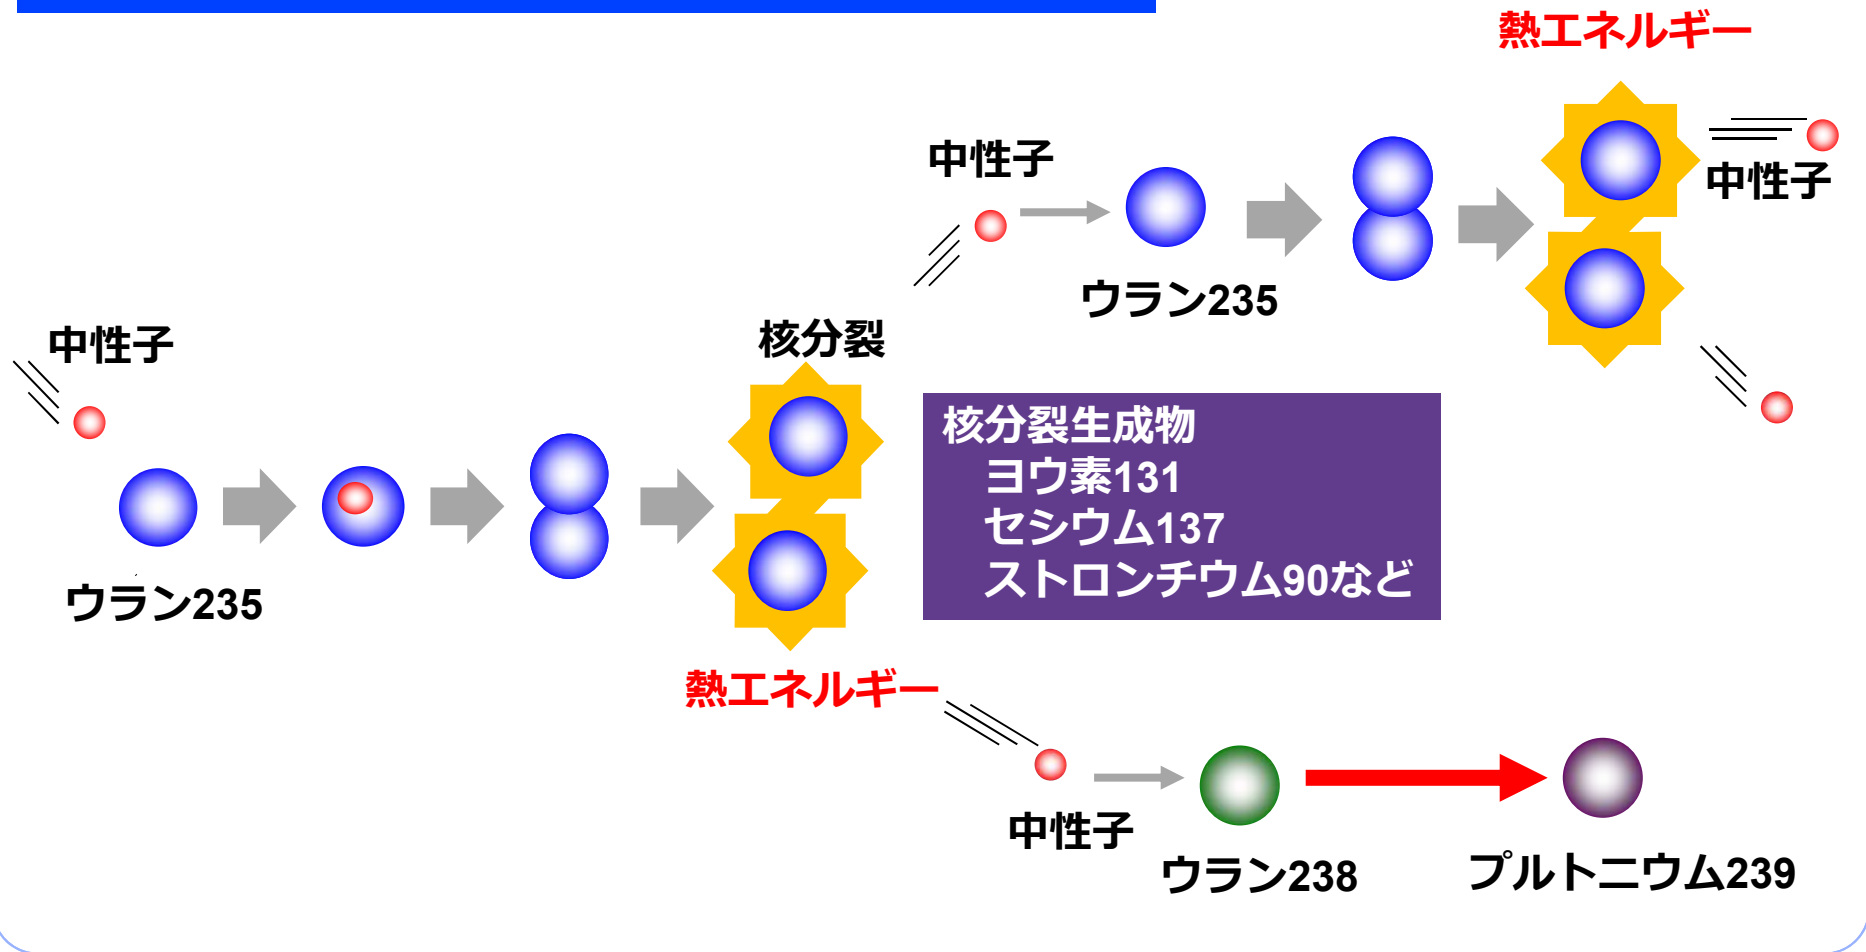 熱エネルギー
中性子
中性子
ウラン235
中性子
核分裂
核分裂生成物
ヨウ素131
セシウム137
ストロンチウム90など
ウラン235
熱エネルギー
中性子
ウラン238
プルトニウム239